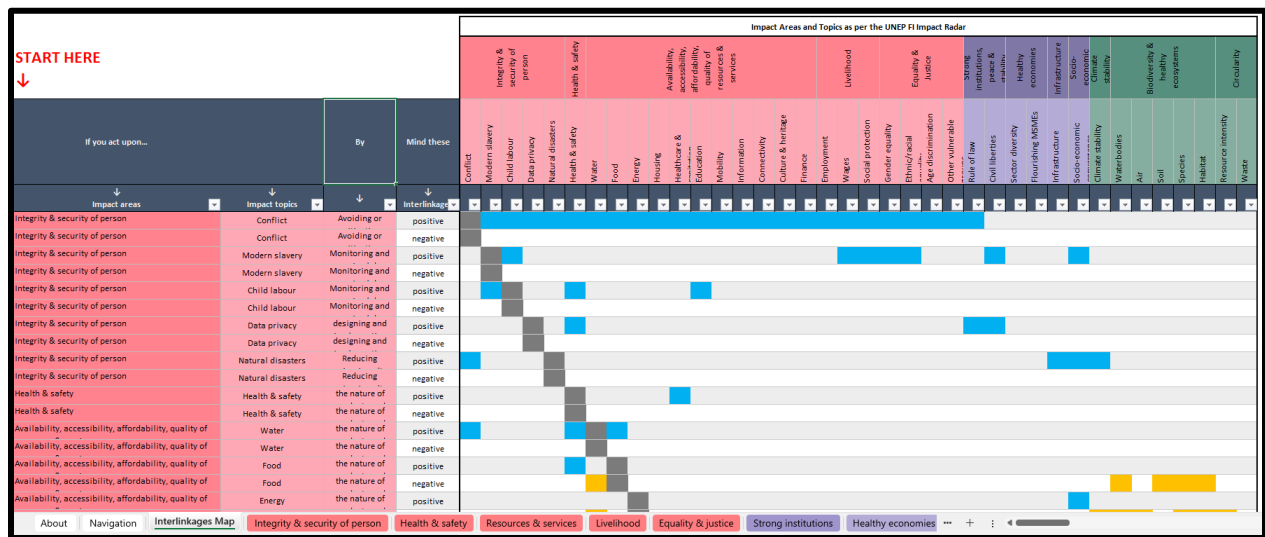 Impact Areas and Topics as per the UNEP FI Impact Radar
START HERE
↓
Integrity &
security of
person
Health & safety
Availability,
accessibility,
affordability,
quality of
resources &
services
Livelihood
Equality &
Justice
Strong
institutions,
peace &
stability
Healthy
economies
Infrastructure
Socio-
economic
Climate
stability
Biodiversity &
healthy
ecosystems
Circularity
If you act upon...
By
Mind these
Conflict
Modern slavery
Child labour
Data privacy
Natural disasters
Health & safety
Water
Food
Energy
Housing
Healthcare &
Education
Mobility
Information
Connectivity
Culture & heritage
Finance
Employment
Wages
Social protection
Gender equality
Ethnic/racial
Age discrimination
Other vulnerable
Rule of law
Civil liberties
Sector diversity
Flourishing MSMEs
Infrastructure
Socio-economic
Climate stability
Waterbodies
Air
Soil
Species
Habitat
Resource intensity
Waste
↓ ↓ ↓ ↓
Impact areas Impact topics Interlinkage
Integrity & security of person Conflict Avoiding or positive
Integrity & security of person Conflict Avoiding or negative
Integrity & security of person Modern slavery Monitoring and positive
Integrity & security of person Modern slavery Monitoring and negative
Integrity & security of person Child labour Monitoring and positive
Integrity & security of person Child labour Monitoring and negative
Integrity & security of person Data privacy designing and positive
Integrity & security of person Data privacy designing and negative
Integrity & security of person Natural disasters Reducing positive
Integrity & security of person Natural disasters Reducing negative
Health & safety Health & safety the nature of positive
Health & safety Health & safety the nature of negative
Availability, accessibility, affordability, quality of Water the nature of positive
Availability, accessibility, affordability, quality of Water the nature of negative
Availability, accessibility, affordability, quality of Food the nature of positive
Availability, accessibility, affordability, quality of Food the nature of negative
Availability, accessibility, affordability, quality of Energy the nature of positive
About Navigation Interlinkages Map Integrity & security of person Health & safety Resources & services Livelihood Equality & justice Strong institutions Healthy economies ··· + ⋮